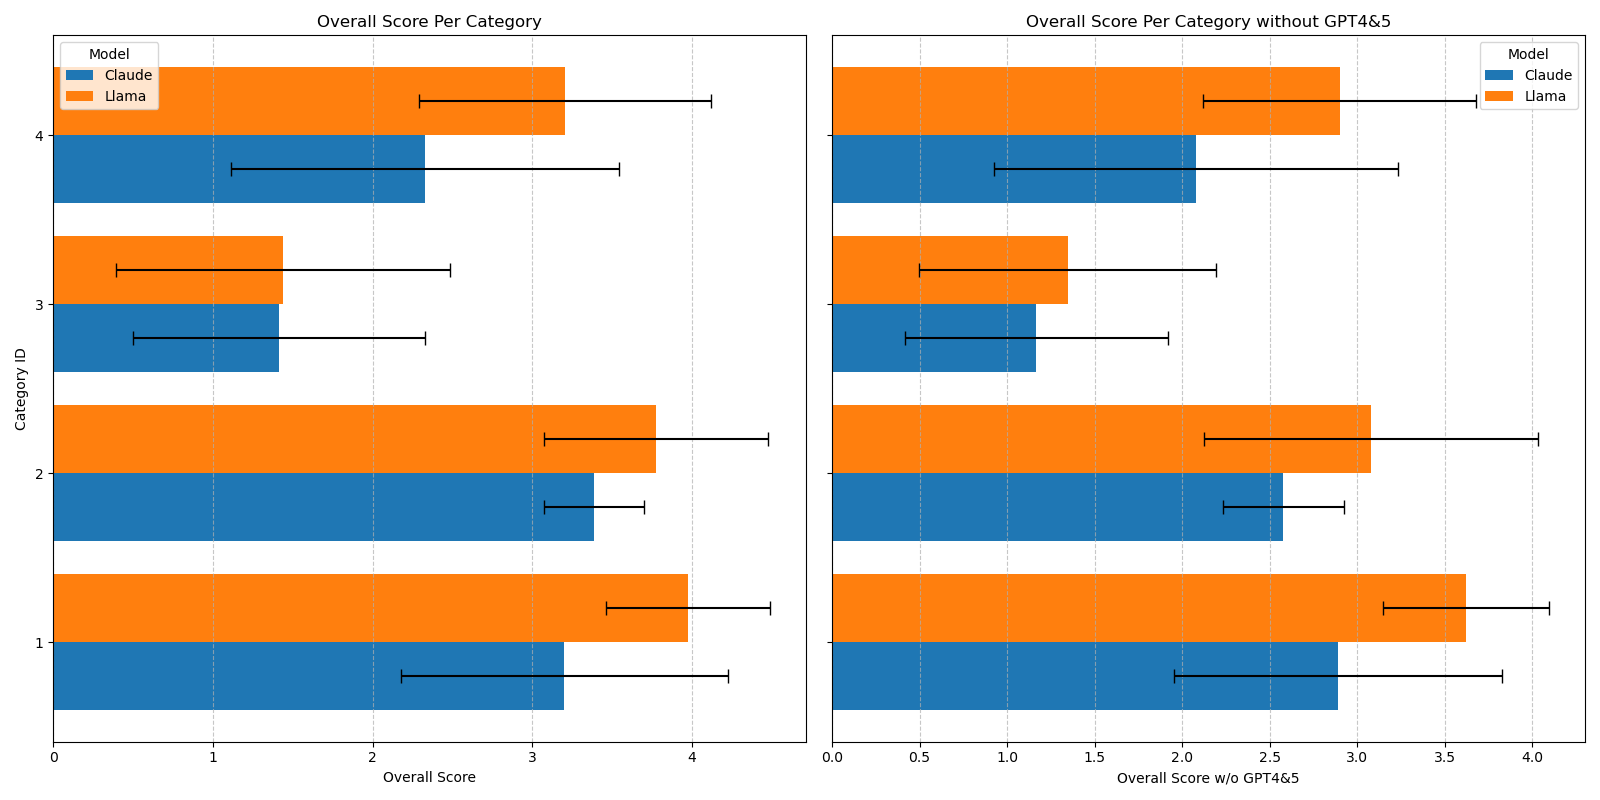 Overall Score Per Category
Model
Claude
Llama
4
3
2
1
Category ID
0 1 2 3 4
Overall Score
Overall Score Per Category without GPT4&5
Model
Claude
Llama
0.0 0.5 1.0 1.5 2.0 2.5 3.0 3.5 4.0
Overall Score w/o GPT4&5